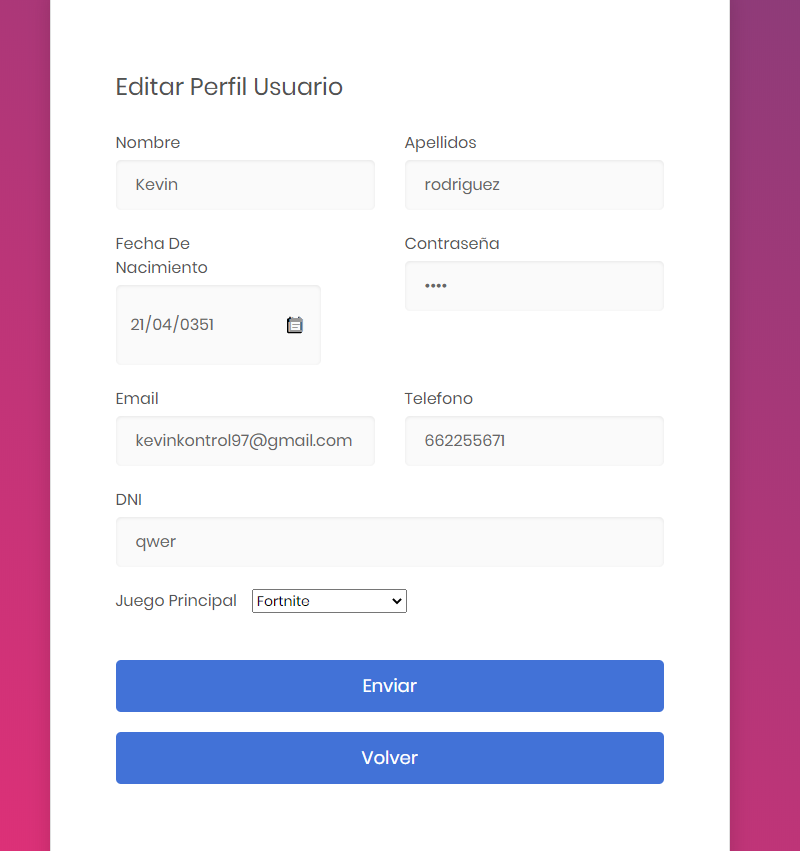 Editar Perfil Usuario
Nombre
Kevin
Apellidos
rodriguez
Fecha De
Nacimiento
21/04/0351
Contraseña
••••
Email
kevinkontrol97@gmail.com
Telefono
662255671
DNI
qwer
Juego Principal
Fortnite
Enviar
Volver